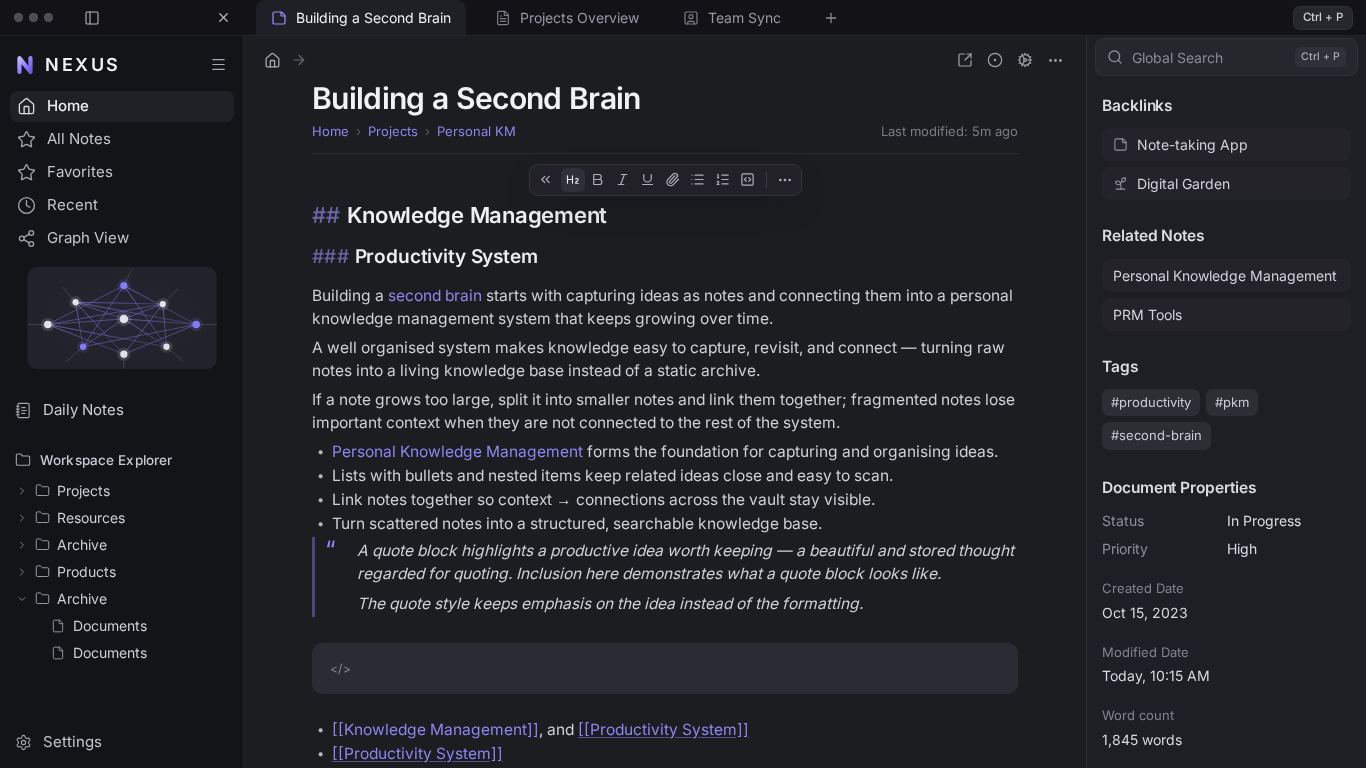 Building a Second Brain
Projects Overview
Team Sync
Ctrl + P
NEXUS
Home
All Notes
Favorites
Recent
Graph View
Daily Notes
Workspace Explorer
Projects
Resources
Archive
Products
Archive
Documents
Documents
Settings
Building a Second Brain
Home › Projects › Personal KM
Last modified: 5m ago
H2 B I U
## Knowledge Management
### Productivity System
Building a second brain starts with capturing ideas as notes and connecting them into a personal
knowledge management system that keeps growing over time.
A well organised system makes knowledge easy to capture, revisit, and connect — turning raw
notes into a living knowledge base instead of a static archive.
If a note grows too large, split it into smaller notes and link them together; fragmented notes lose
important context when they are not connected to the rest of the system.
• Personal Knowledge Management forms the foundation for capturing and organising ideas.
• Lists with bullets and nested items keep related ideas close and easy to scan.
• Link notes together so context → connections across the vault stay visible.
• Turn scattered notes into a structured, searchable knowledge base.
“ A quote block highlights a productive idea worth keeping — a beautiful and stored thought
regarded for quoting. Inclusion here demonstrates what a quote block looks like.
The quote style keeps emphasis on the idea instead of the formatting.
</>
• [[Knowledge Management]], and [[Productivity System]]
• [[Productivity System]]
Global Search
Ctrl + P
Backlinks
Note-taking App
Digital Garden
Related Notes
Personal Knowledge Management
PRM Tools
Tags
#productivity #pkm
#second-brain
Document Properties
Status In Progress
Priority High
Created Date
Oct 15, 2023
Modified Date
Today, 10:15 AM
Word count
1,845 words